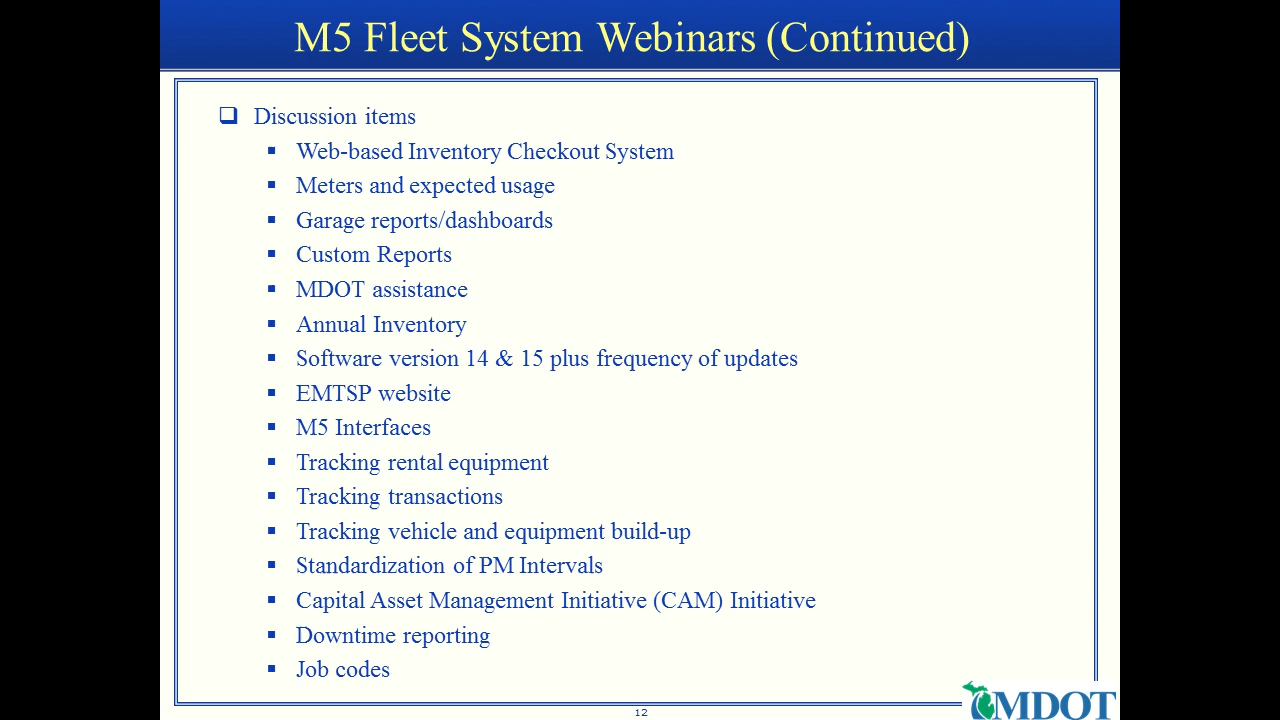 M5 Fleet System Webinars (Continued)
Discussion items
Web-based Inventory Checkout System
Meters and expected usage
Garage reports/dashboards
Custom Reports
MDOT assistance
Annual Inventory
Software version 14 & 15 plus frequency of updates
EMTSP website
M5 Interfaces
Tracking rental equipment
Tracking transactions
Tracking vehicle and equipment build-up
Standardization of PM Intervals
Capital Asset Management Initiative (CAM) Initiative
Downtime reporting
Job codes
12
MDOT